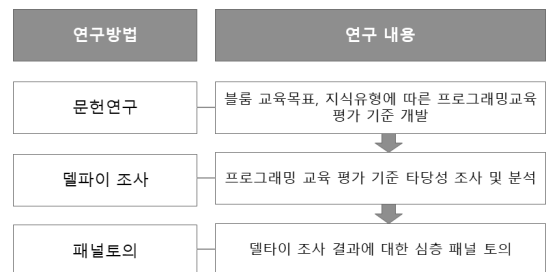 연구방법
연구 내용
문헌연구
블룸 교육목표, 지식유형에 따른 프로그래밍교육
평가 기준 개발
델파이 조사
프로그래밍 교육 평가 기준 타당성 조사 및 분석
패널토의
델타이 조사 결과에 대한 심층 패널 토의